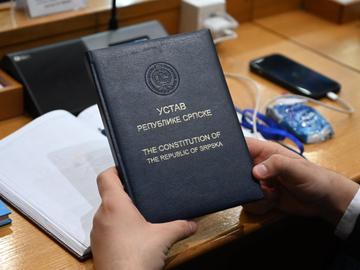 УСТАВ
РЕПУБЛИКЕ СРПСКЕ
THE CONSTITUTION OF
THE REPUBLIC OF SRPSKA